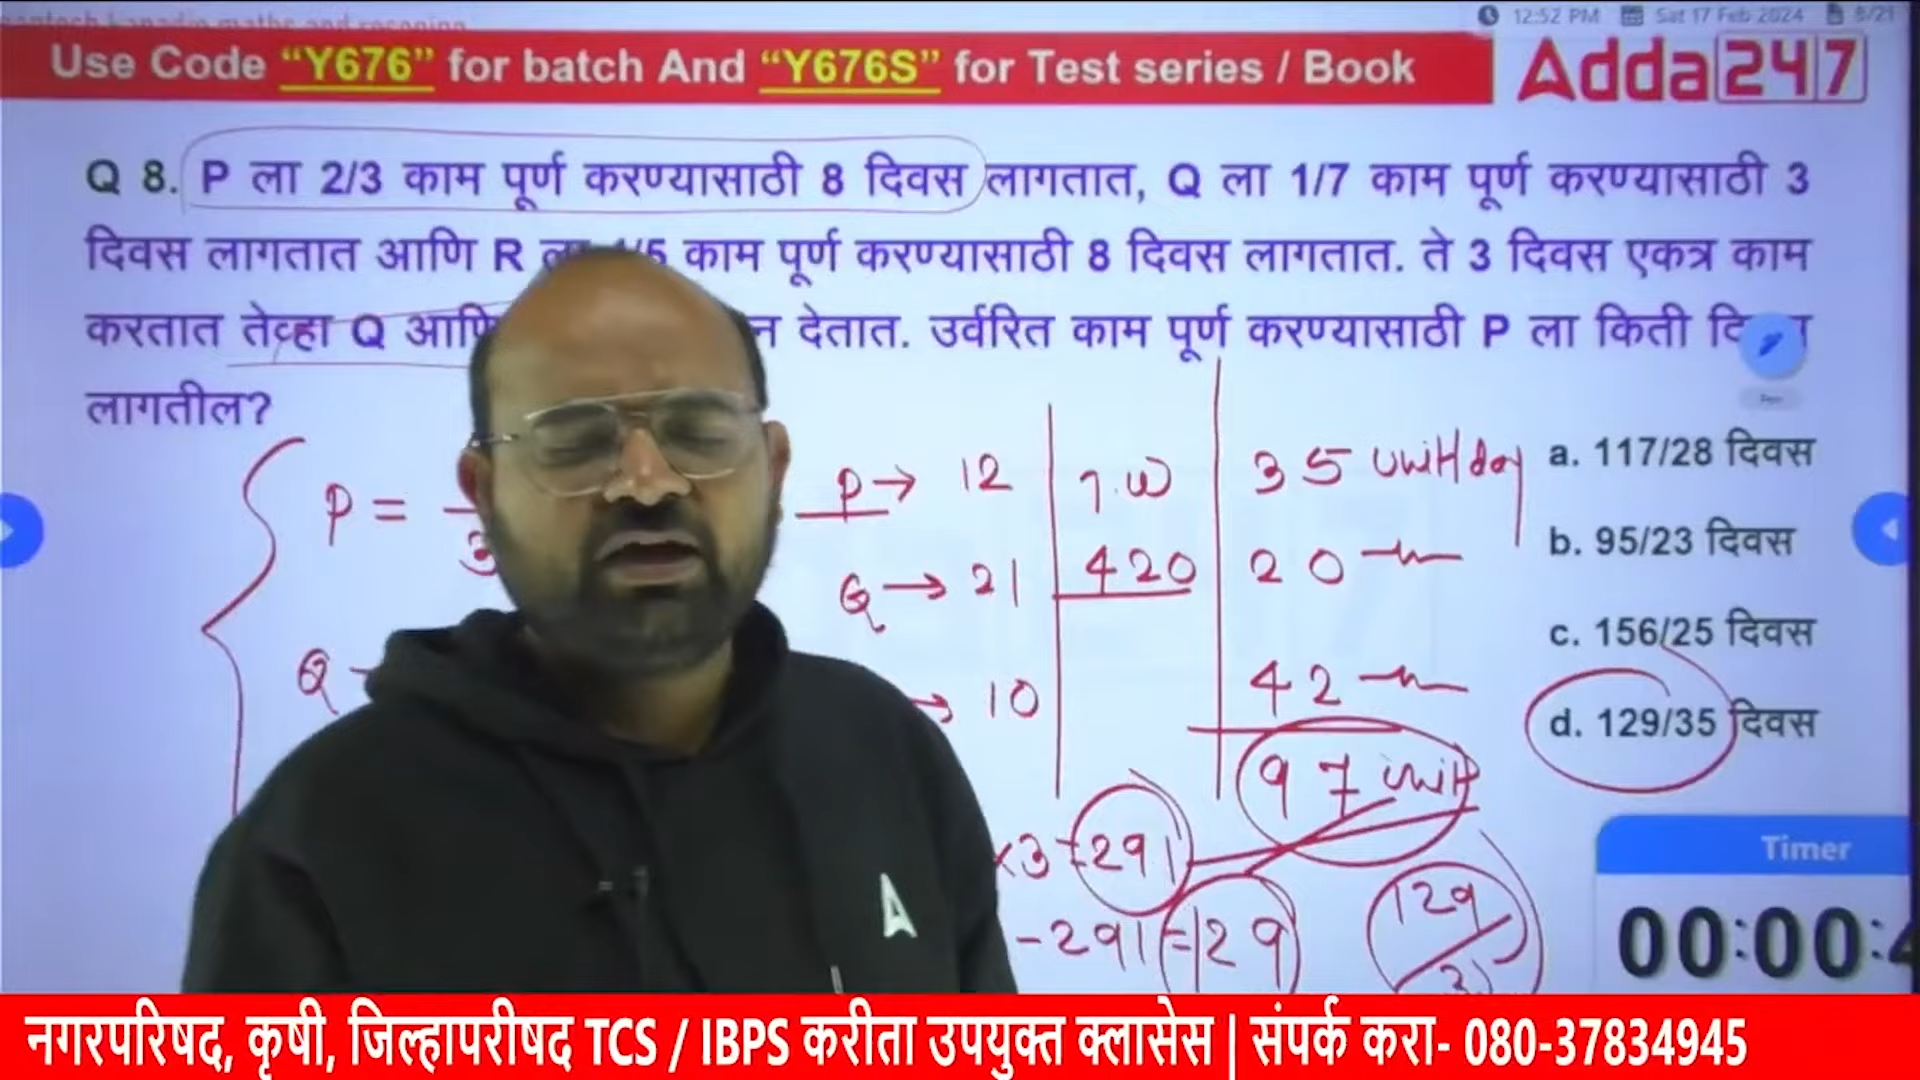 12:52 PM Sat 17 Feb 2024 8/21
Use Code “Y676” for batch And “Y676S” for Test series / Book
Adda247
Q 8. P ला 2/3 काम पूर्ण करण्यासाठी 8 दिवस लागतात, Q ला 1/7 काम पूर्ण करण्यासाठी 3
दिवस लागतात आणि R काम पूर्ण करण्यासाठी 8 दिवस लागतात. ते 3 दिवस एकत्र काम
करतात तेव्हा Q देतात. उर्वरित काम पूर्ण करण्यासाठी P ला किती
लागतील?
P =
3
Q
P → 12
Q → 21
→ 10
T.W
420
35 unit/day
20
42
97 unit
×3 = 291
- 291 = 129
129
a. 117/28 दिवस
b. 95/23 दिवस
c. 156/25 दिवस
d. 129/35 दिवस
Timer
00:00:4
नगरपरिषद, कृषी, जिल्हापरीषद TCS / IBPS करीता उपयुक्त क्लासेस | संपर्क करा- 080-37834945